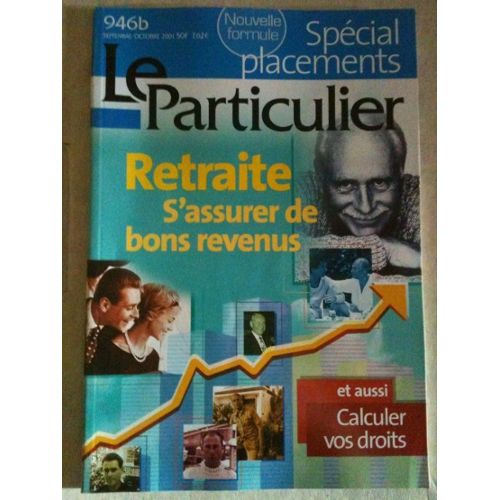 946b
SEPTEMBRE-OCTOBRE 2001 50F 7,62€
Nouvelle
formule
Spécial
placements
Le Particulier
Retraite
S'assurer de
bons revenus
et aussi
Calculer
vos droits